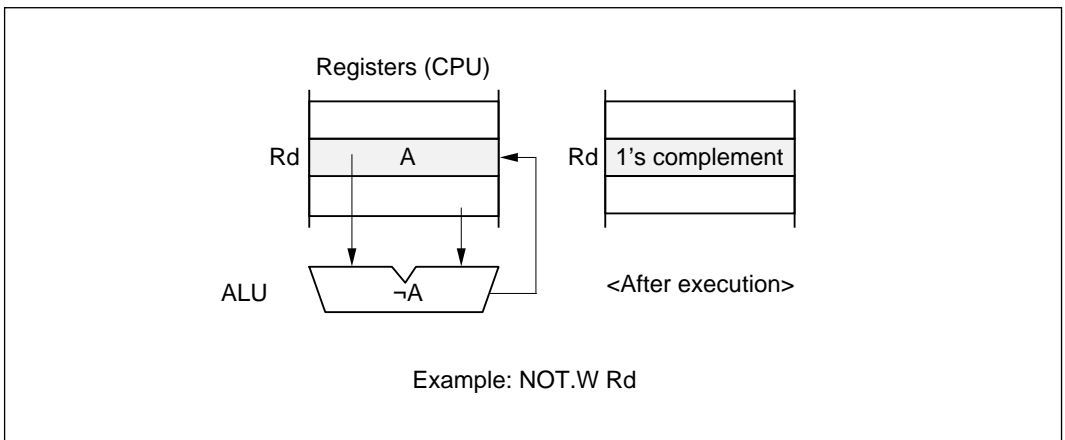 Registers (CPU)
Rd A Rd 1's complement
ALU ¬A <After execution>
Example: NOT.W Rd